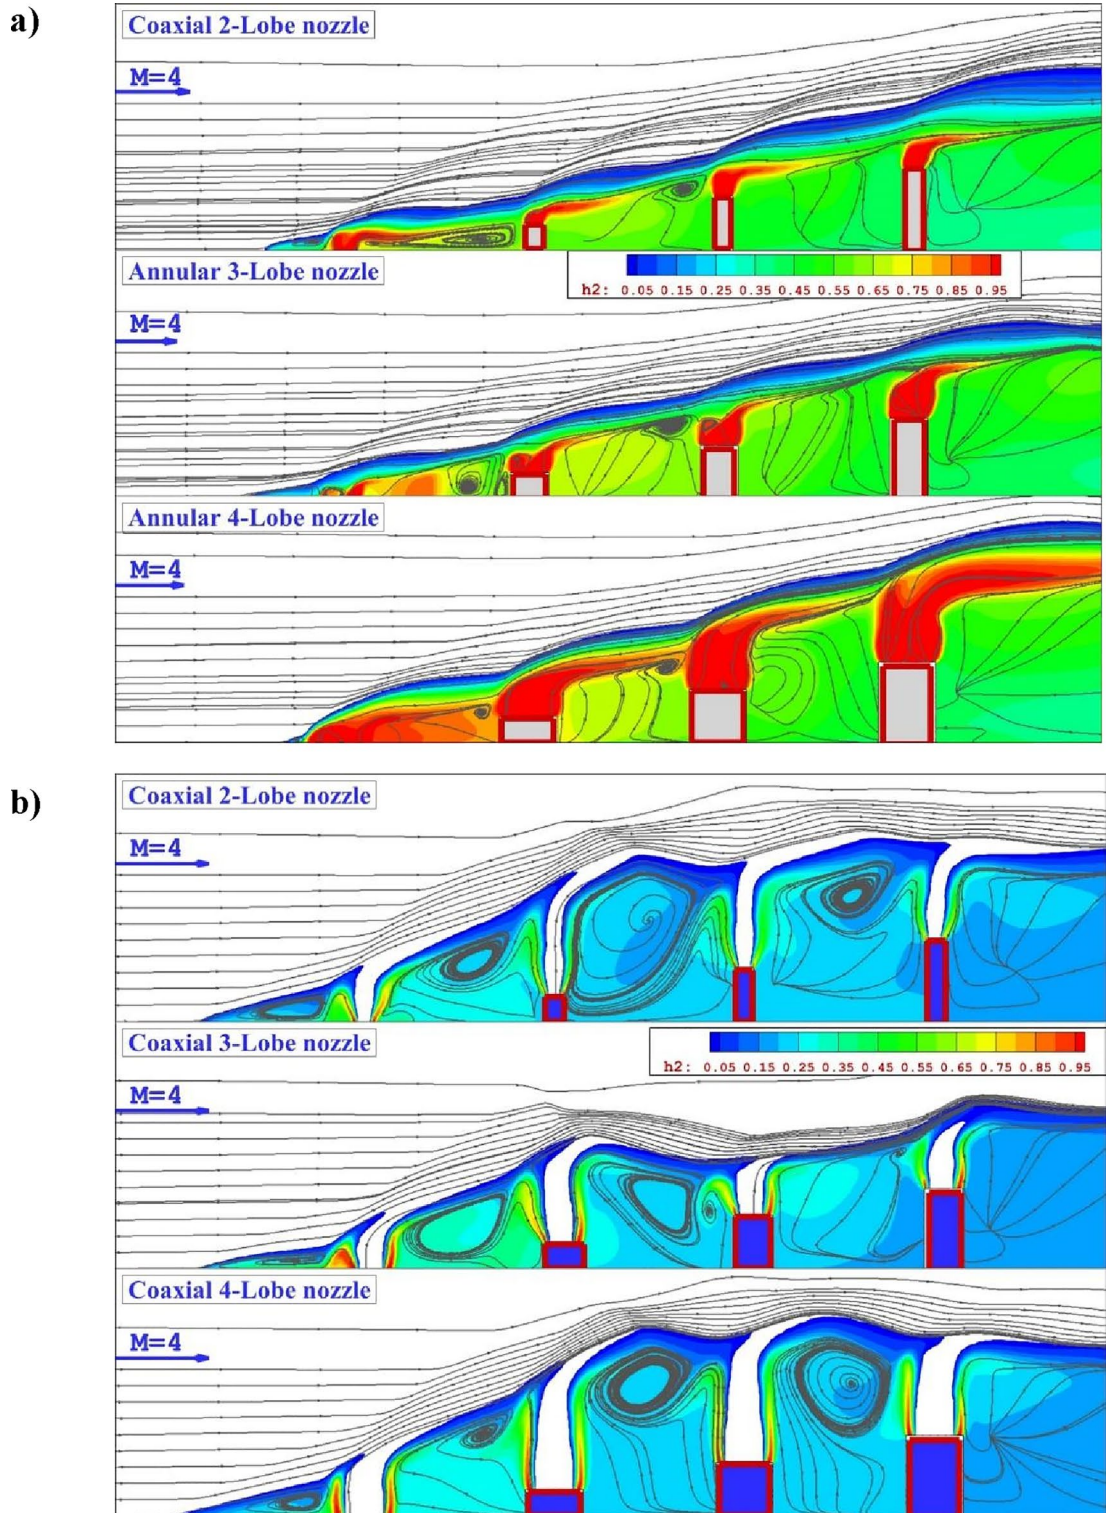 a)
Coaxial 2-Lobe nozzle
M=4
Annular 3-Lobe nozzle
h2: 0.05 0.15 0.25 0.35 0.45 0.55 0.65 0.75 0.85 0.95
M=4
Annular 4-Lobe nozzle
M=4
b)
Coaxial 2-Lobe nozzle
M=4
Coaxial 3-Lobe nozzle
h2: 0.05 0.15 0.25 0.35 0.45 0.55 0.65 0.75 0.85 0.95
M=4
Coaxial 4-Lobe nozzle
M=4